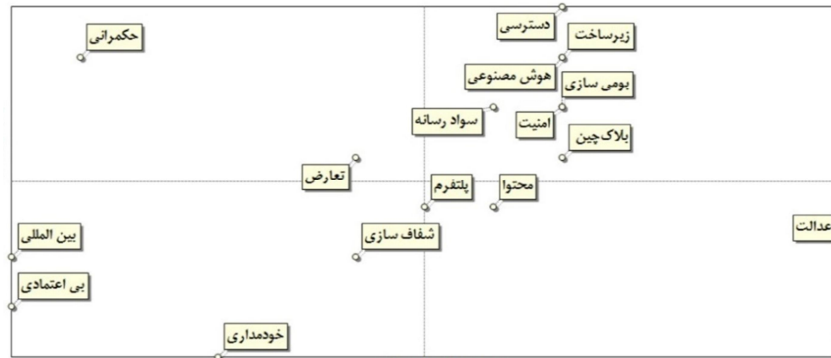 دسترسی
حکمرانی
زیرساخت
هوش مصنوعی
بومی سازی
سواد رسانه
امنیت
بلاک‌چین
تعارض
پلتفرم
محتوا
عدالت
شفاف سازی
بین المللی
بی اعتمادی
خودمداری